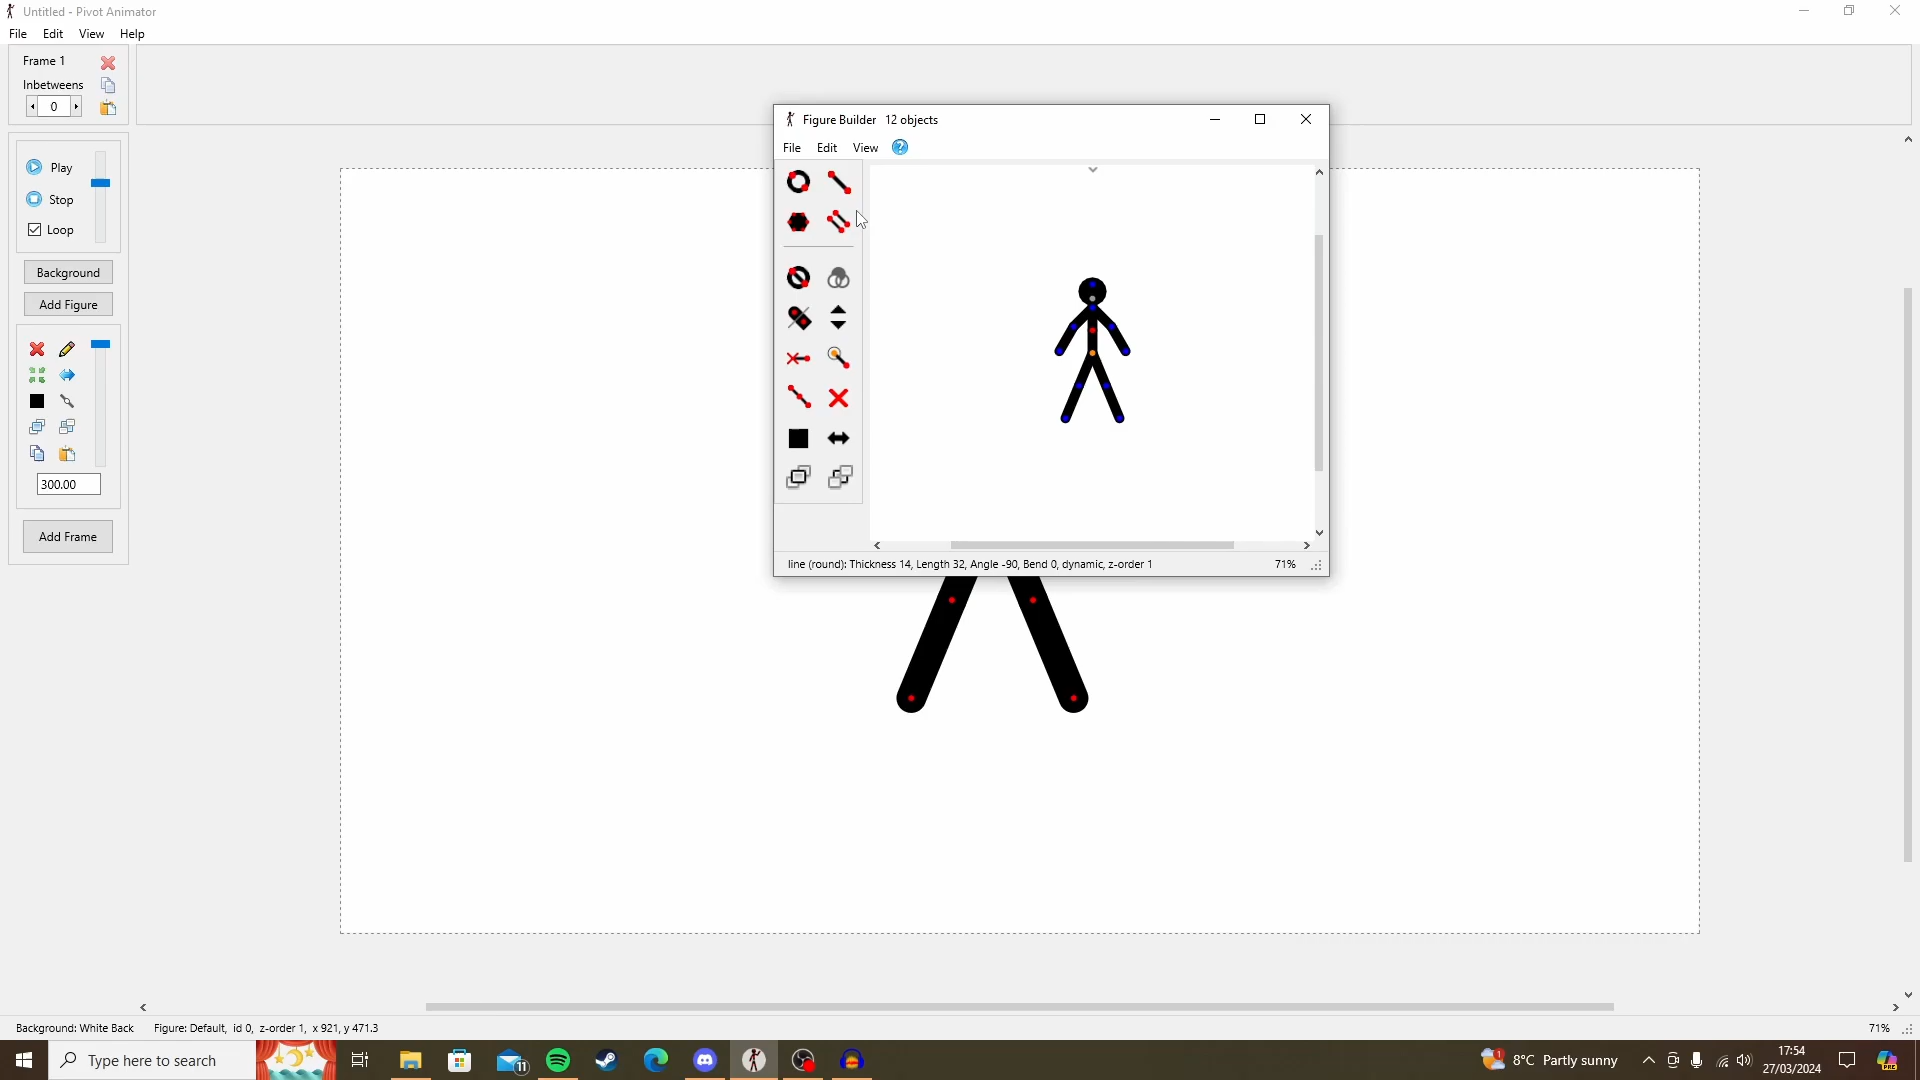 Untitled - Pivot Animator
File Edit View Help
Frame 1
Inbetweens
0
Play
Stop
Loop
Background
Add Figure
300.00
Add Frame
Figure Builder 12 objects
File Edit View ?
line (round): Thickness 14, Length 32, Angle -90, Bend 0, dynamic, z-order 1 71%
Background: White Back Figure: Default, id 0, z-order 1, x 921, y 471.3 71%
Type here to search
11
1
8°C Partly sunny
17:54
27/03/2024
PRE